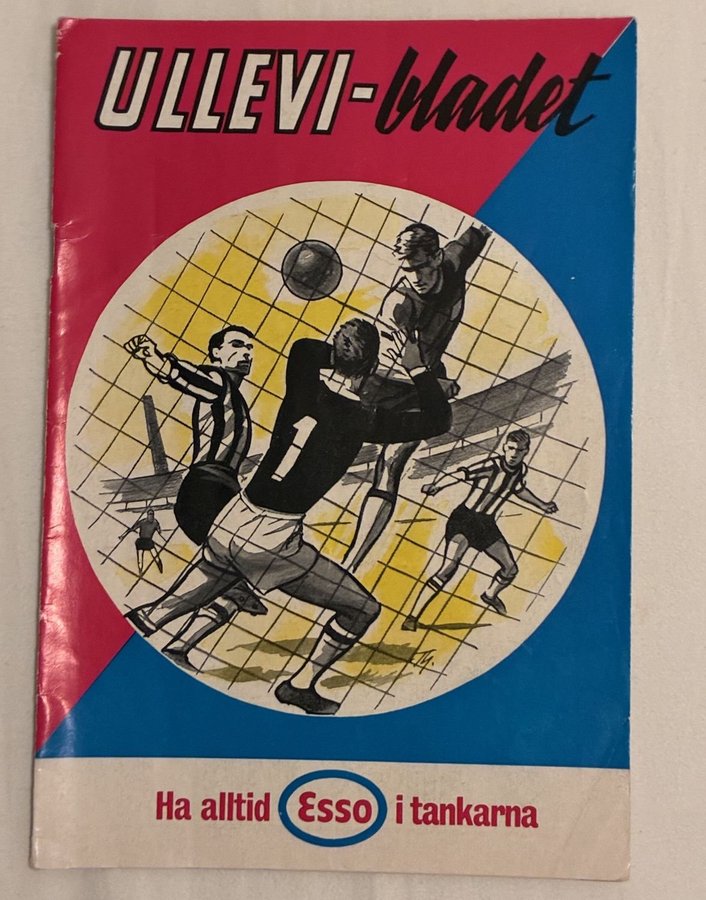 ULLEVI-bladet
1
Ha alltid Esso i tankarna